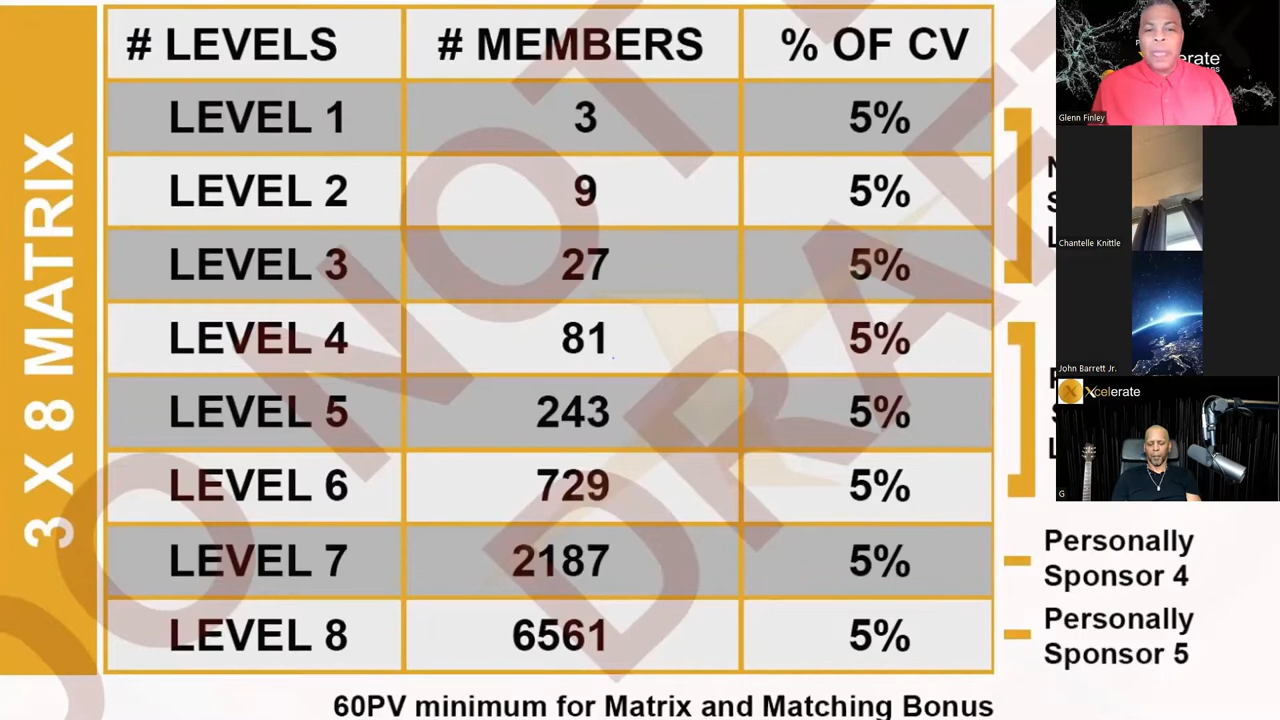 3 X 8 MATRIX
# LEVELS # MEMBERS % OF CV
LEVEL 1 3 5%
LEVEL 2 9 5%
LEVEL 3 27 5%
LEVEL 4 81 5%
LEVEL 5 243 5%
LEVEL 6 729 5%
LEVEL 7 2187 5%
LEVEL 8 6561 5%
Personally
Sponsor 4
Personally
Sponsor 5
60PV minimum for Matrix and Matching Bonus
DO NOT
DRAFT
erate
Glenn Finley
Chantelle Knittle
John Barrett Jr.
Xcelerate
G